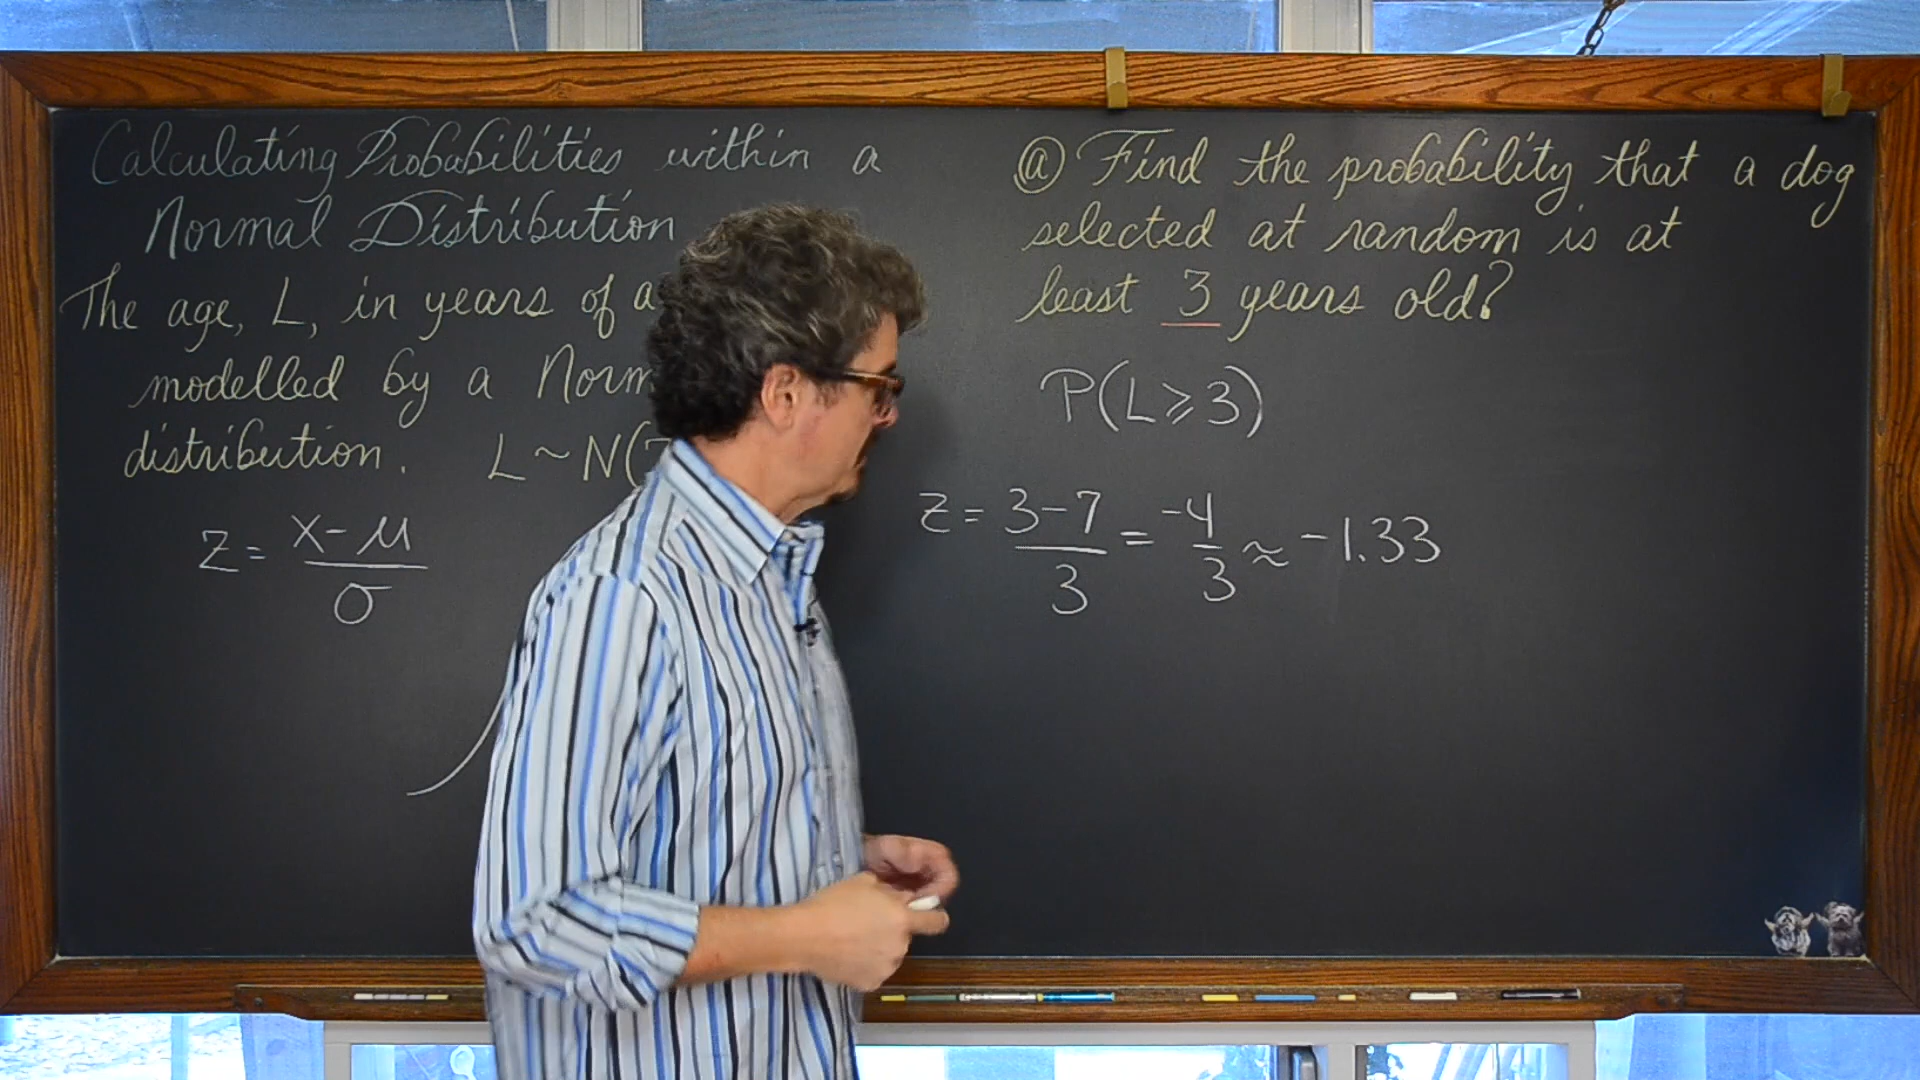 Calculating Probabilities within a
Normal Distribution
The age, L, in years of a
modelled by a Norm
distribution. L ~ N(7
z = x - μ / σ
@ Find the probability that a dog
selected at random is at
least 3 years old?
P(L ⩾ 3)
z = 3-7 / 3 = -4 / 3 ≈ -1.33